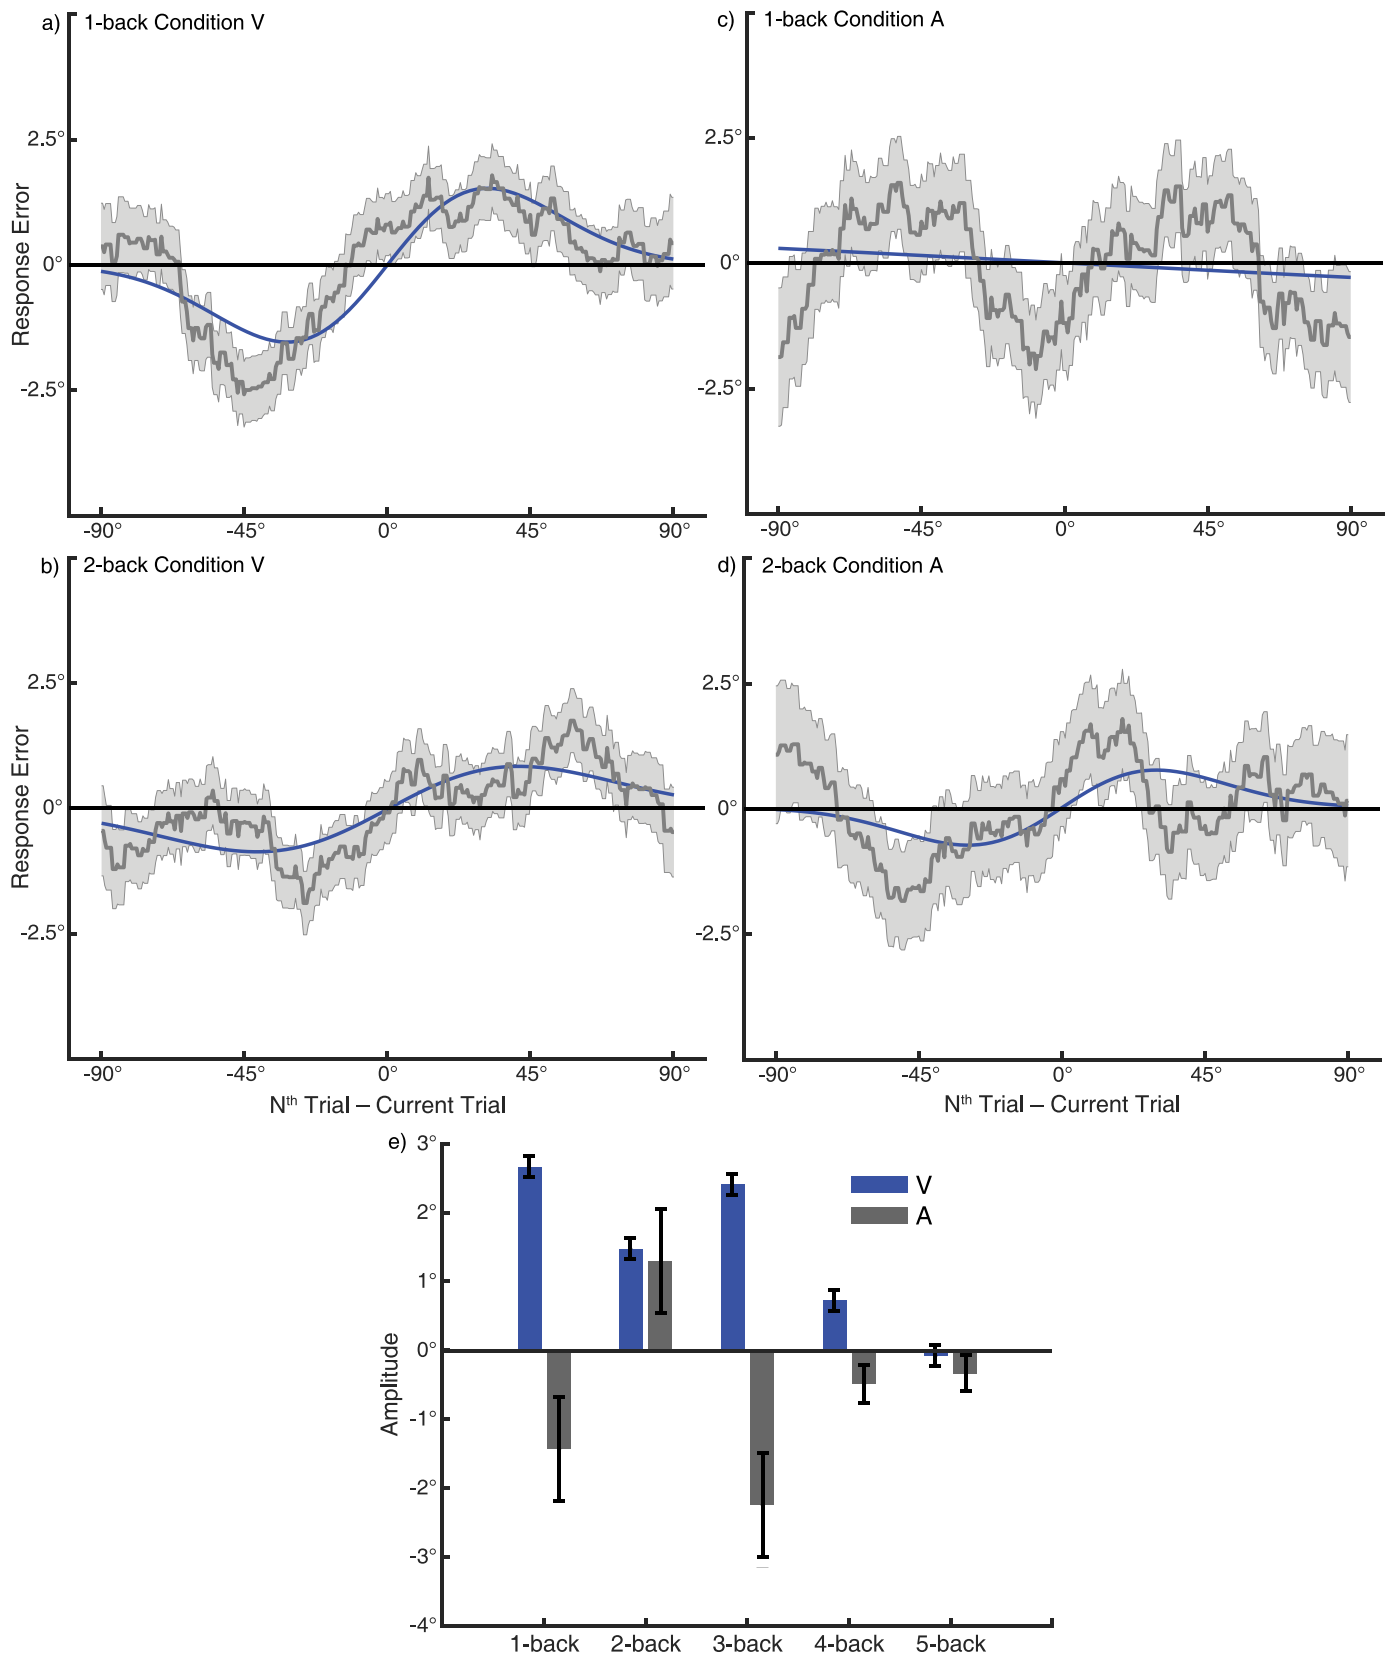 a) 1-back Condition V
2.5°
0°
-2.5°
Response Error
-90° -45° 0° 45° 90°
c) 1-back Condition A
2.5°
0°
-2.5°
-90° -45° 0° 45° 90°
b) 2-back Condition V
2.5°
0°
-2.5°
Response Error
-90° -45° 0° 45° 90°
Nth Trial – Current Trial
d) 2-back Condition A
2.5°
0°
-2.5°
-90° -45° 0° 45° 90°
Nth Trial – Current Trial
e)
3°
2°
1°
0°
-1°
-2°
-3°
-4°
Amplitude
V
A
1-back 2-back 3-back 4-back 5-back